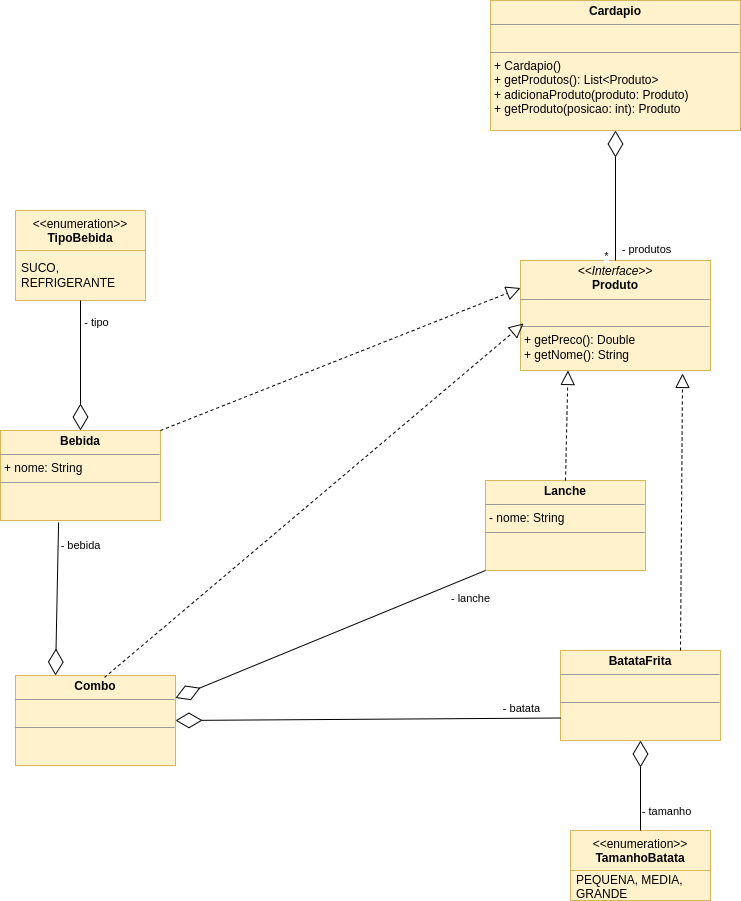 Cardapio
+ Cardapio()
+ getProdutos(): List<Produto>
+ adicionaProduto(produto: Produto)
+ getProduto(posicao: int): Produto
<<enumeration>>
TipoBebida
SUCO,
REFRIGERANTE
- produtos
*
<<Interface>>
Produto
+ getPreco(): Double
+ getNome(): String
- tipo
Bebida
+ nome: String
Lanche
- nome: String
- bebida
- lanche
Combo
BatataFrita
- batata
- tamanho
<<enumeration>>
TamanhoBatata
PEQUENA, MEDIA,
GRANDE